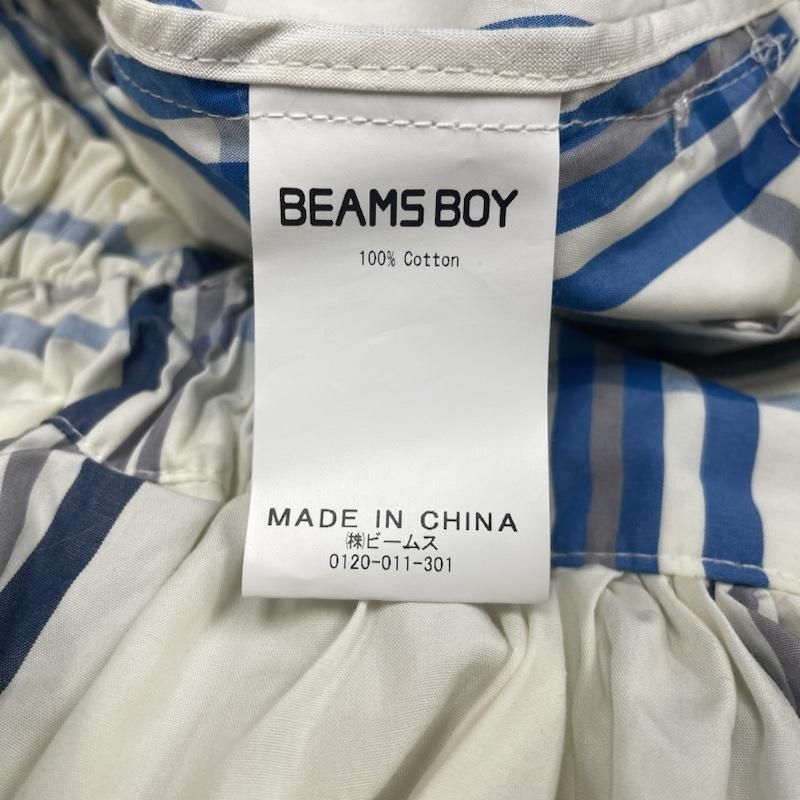 BEAMS BOY
100% Cotton
MADE IN CHINA
㈱ビームス
0120-011-301